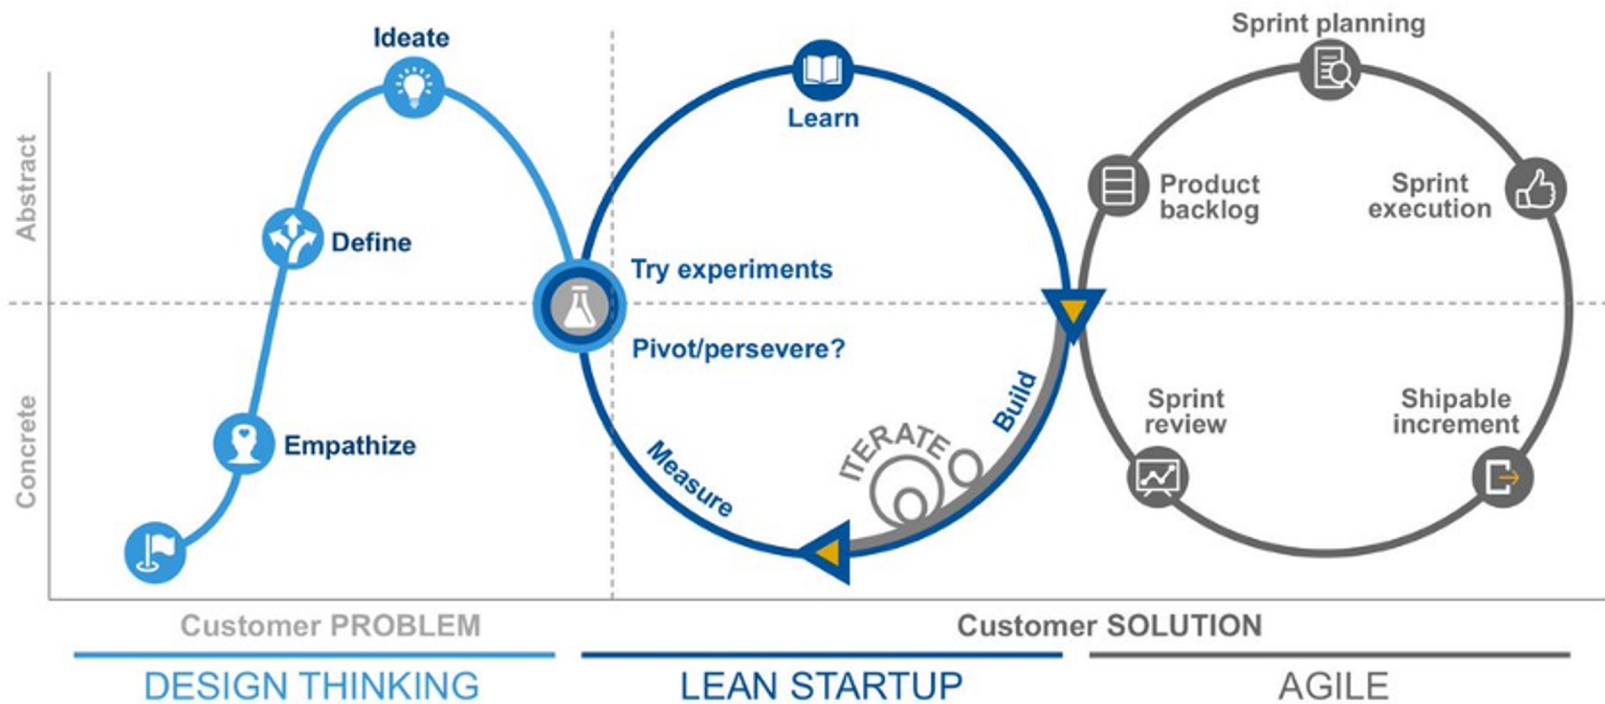 Ideate
Define
Empathize
Abstract
Concrete
Learn
Try experiments
Pivot/persevere?
Measure
ITERATE
Build
Sprint planning
Product
backlog
Sprint
execution
Sprint
review
Shipable
increment
Customer PROBLEM
Customer SOLUTION
DESIGN THINKING
LEAN STARTUP
AGILE